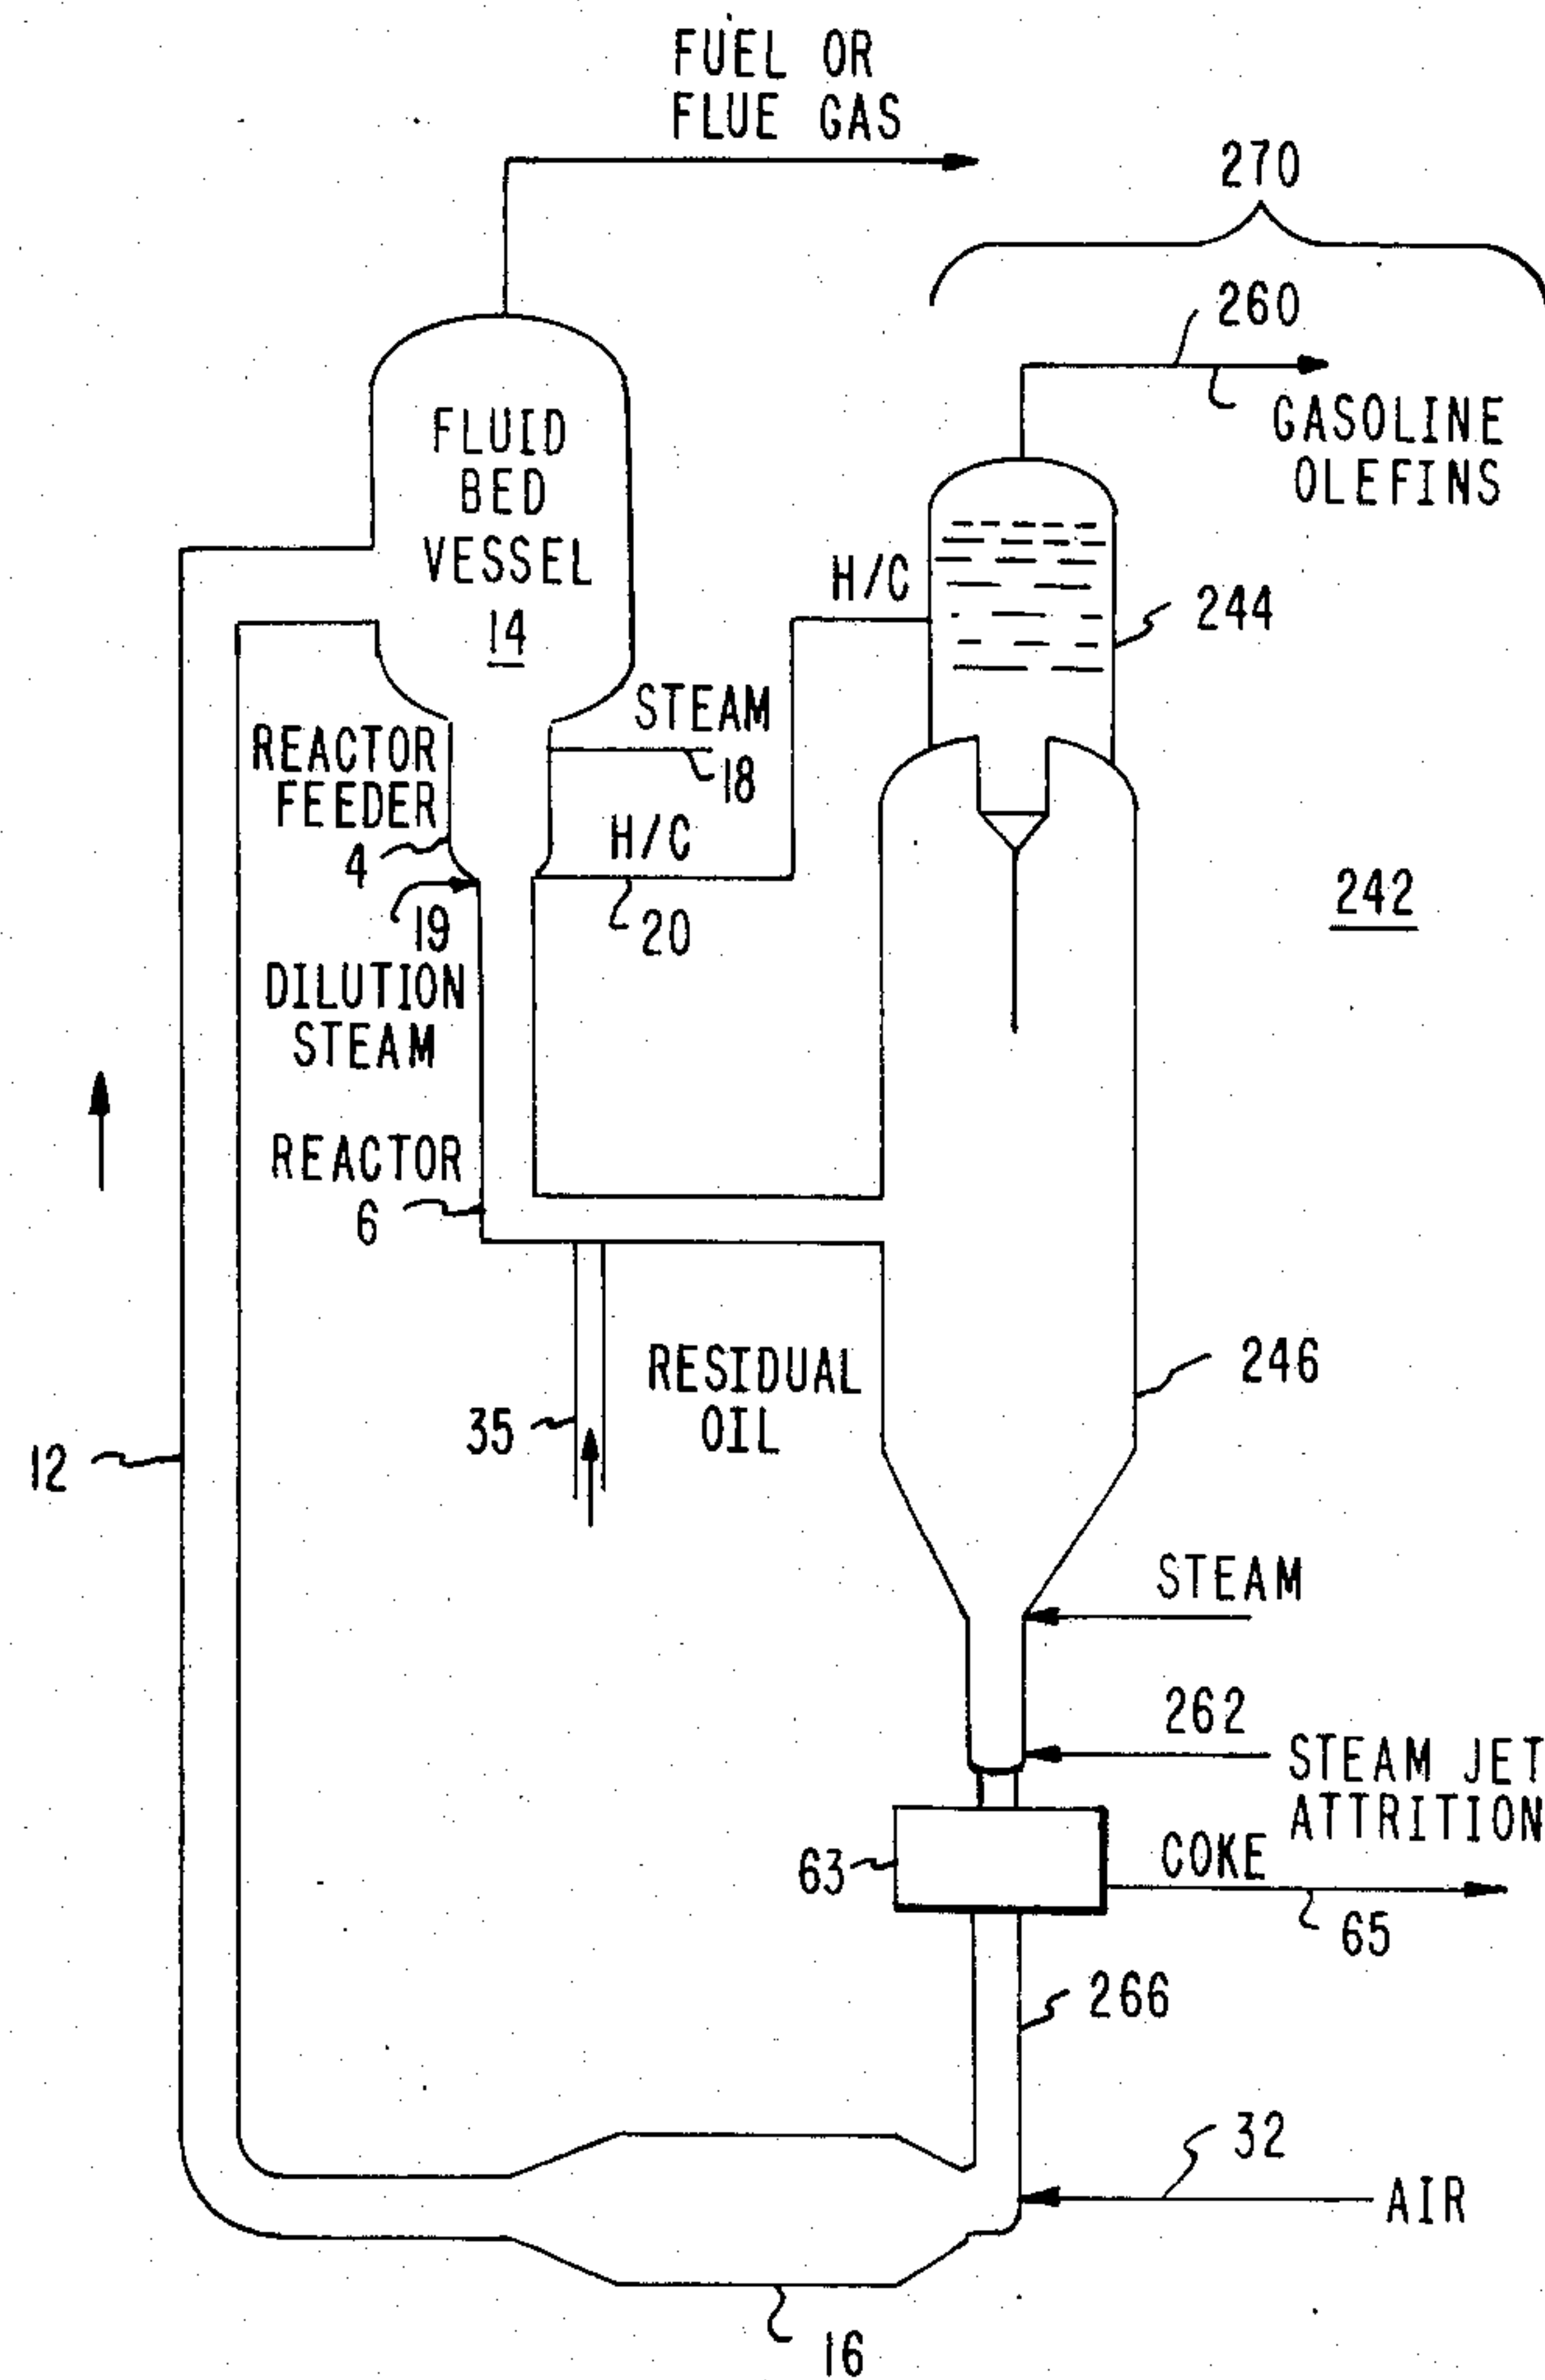 FUEL OR
FLUE GAS
270
260
GASOLINE
OLEFINS
FLUID
BED
VESSEL
14
H/C
244
STEAM
18
REACTOR
FEEDER
4
H/C
20
242
19
DILUTION
STEAM
REACTOR
6
RESIDUAL
OIL
246
35
12
STEAM
262
STEAM JET
ATTRITION
63
COKE
65
266
32
AIR
16